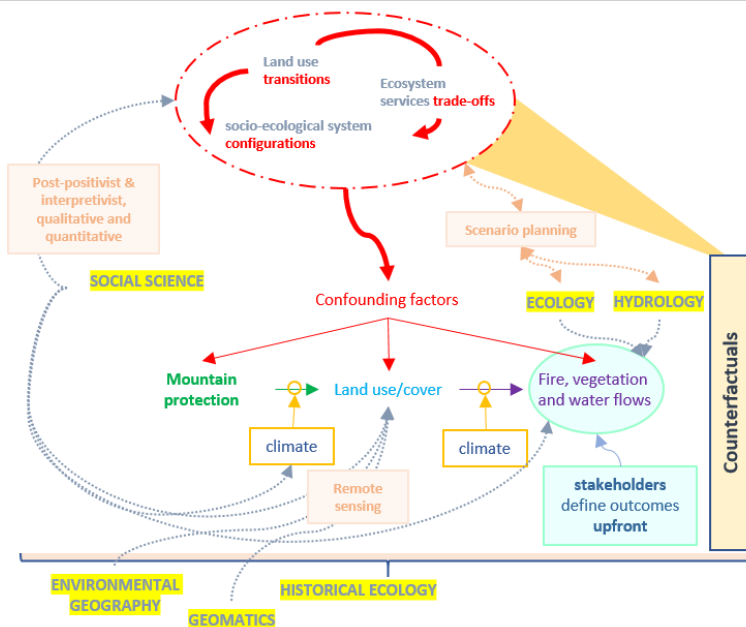 Land use
transitions
Ecosystem
services trade-offs
socio-ecological system
configurations
Post-positivist &
interpretivist,
qualitative and
quantitative
Scenario planning
SOCIAL SCIENCE
ECOLOGY
HYDROLOGY
Confounding factors
Counterfactuals
Mountain
protection
Land use/cover
Fire, vegetation
and water flows
climate
climate
Remote
sensing
stakeholders
define outcomes
upfront
ENVIRONMENTAL
GEOGRAPHY
HISTORICAL ECOLOGY
GEOMATICS